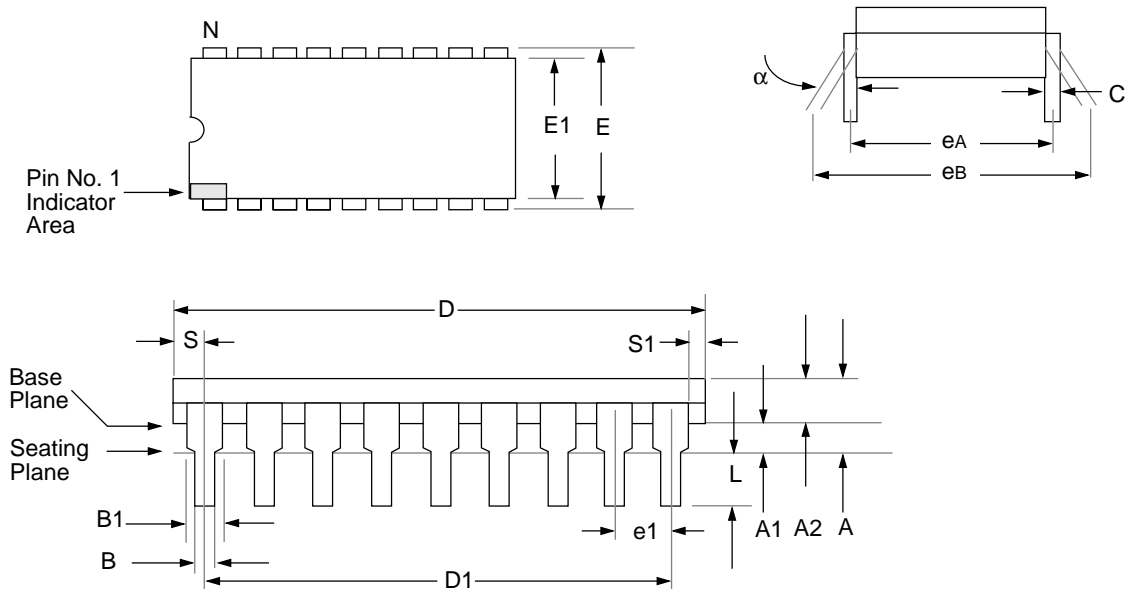 N
α
C
E1
E
eA
eB
Pin No. 1
Indicator
Area
D
S
S1
Base
Plane
Seating
Plane
L
B1
e1
A1
A2
A
B
D1